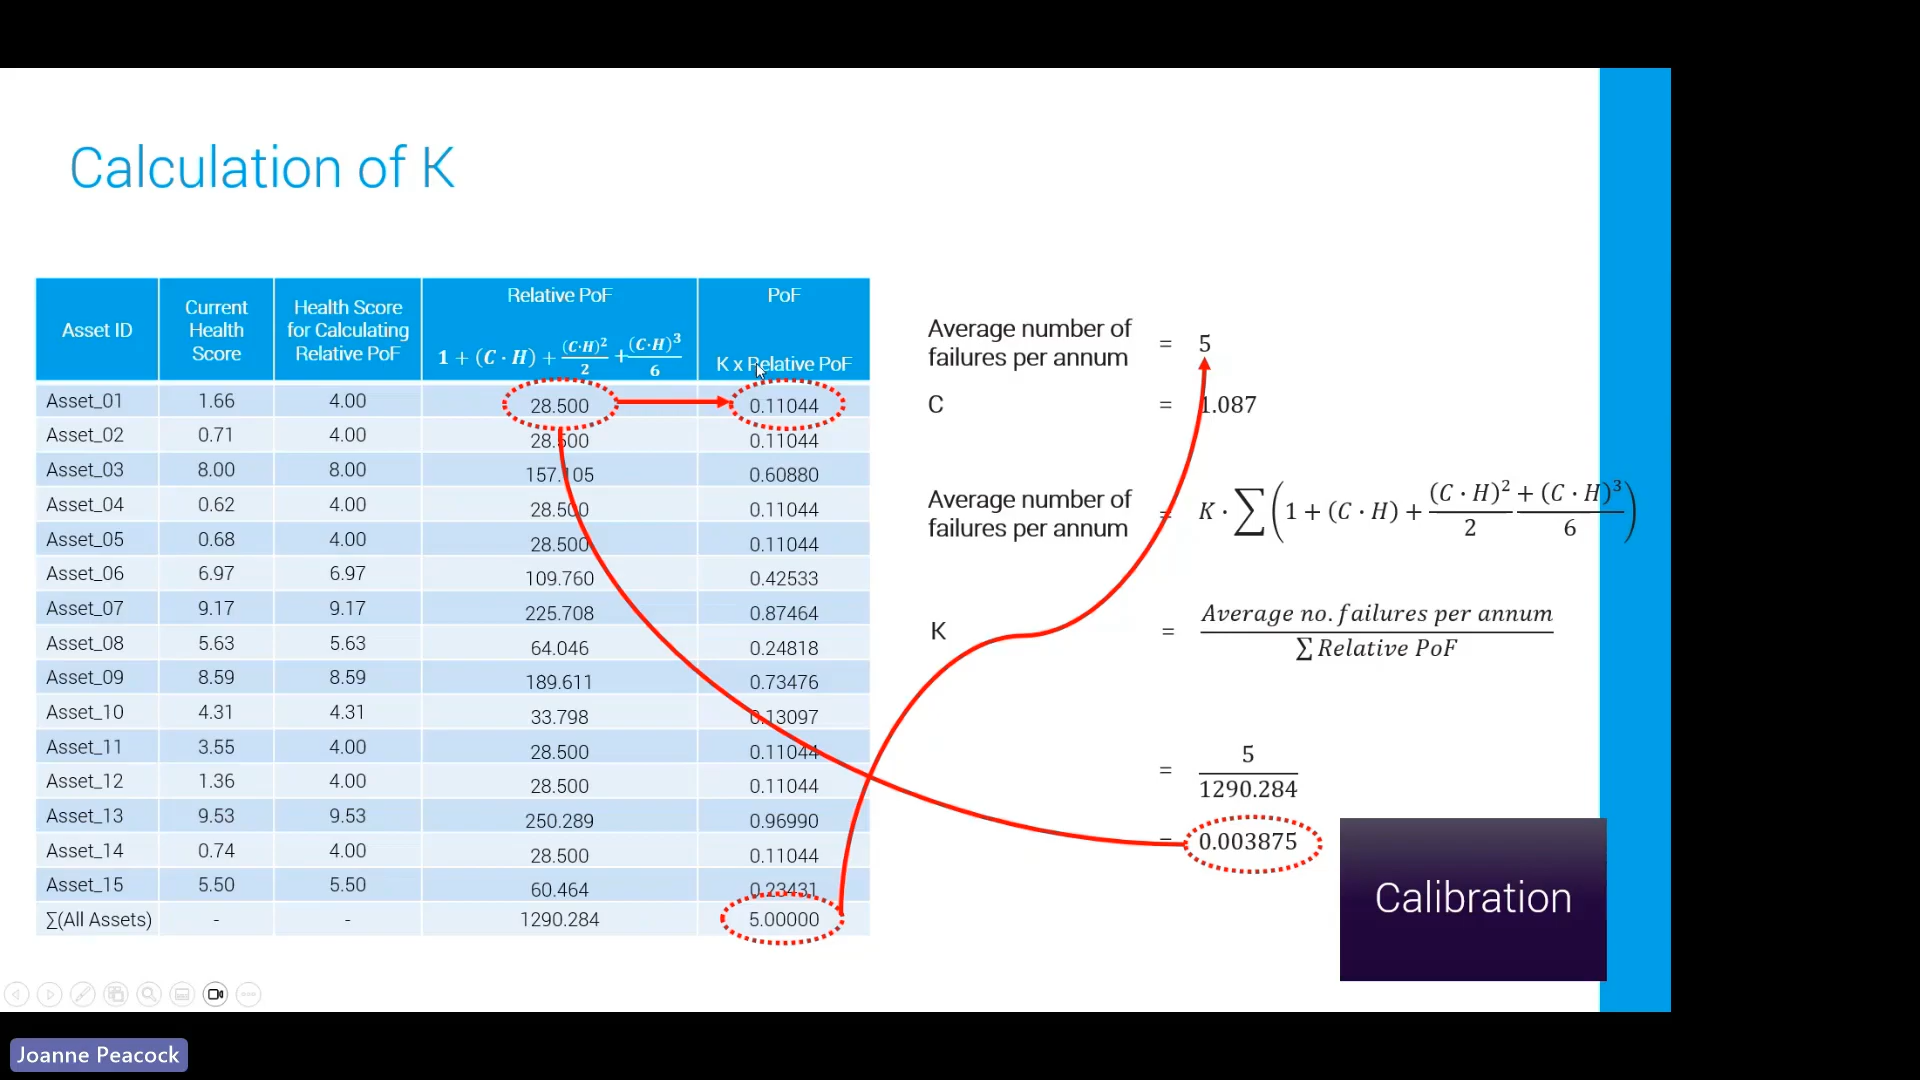 Calculation of K
Asset ID
Current
Health
Score
Health Score
for Calculating
Relative PoF
Relative PoF
1 + (C · H) + (C·H)²/2 + (C·H)³/6
PoF
K x Relative PoF
Asset_01 1.66 4.00 28.500 0.11044
Asset_02 0.71 4.00 28.500 0.11044
Asset_03 8.00 8.00 157.105 0.60880
Asset_04 0.62 4.00 28.500 0.11044
Asset_05 0.68 4.00 28.500 0.11044
Asset_06 6.97 6.97 109.760 0.42533
Asset_07 9.17 9.17 225.708 0.87464
Asset_08 5.63 5.63 64.046 0.24818
Asset_09 8.59 8.59 189.611 0.73476
Asset_10 4.31 4.31 33.798 0.13097
Asset_11 3.55 4.00 28.500 0.11044
Asset_12 1.36 4.00 28.500 0.11044
Asset_13 9.53 9.53 250.289 0.96990
Asset_14 0.74 4.00 28.500 0.11044
Asset_15 5.50 5.50 60.464 0.23431
∑(All Assets) - - 1290.284 5.00000
Average number of
failures per annum = 5
C = 1.087
Average number of
failures per annum = K · ∑(1 + (C · H) + (C · H)²/2 + (C · H)³/6)
K = Average no. failures per annum
∑ Relative PoF
= 5
1290.284
= 0.003875
Calibration
Joanne Peacock